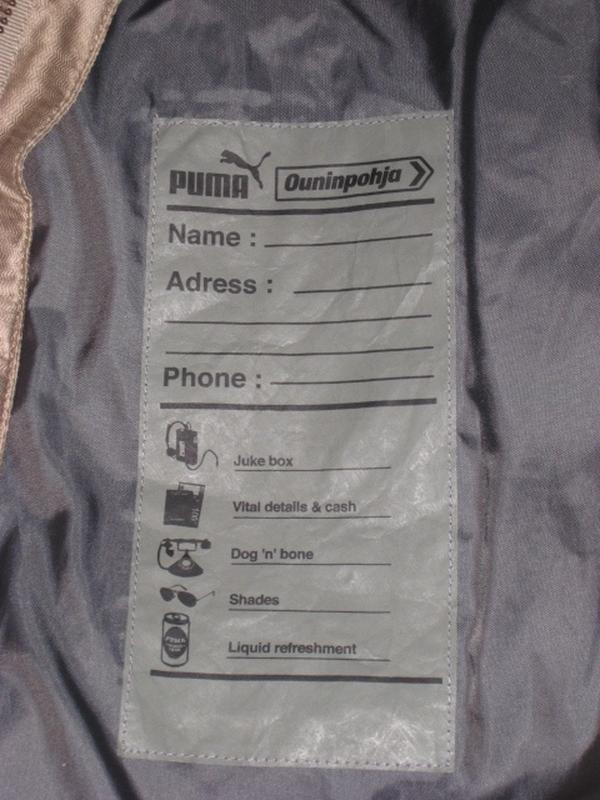 PUMA Ouninpohja
Name :
Adress :
Phone :
Juke box
Vital details & cash
Dog 'n' bone
Shades
Liquid refreshment